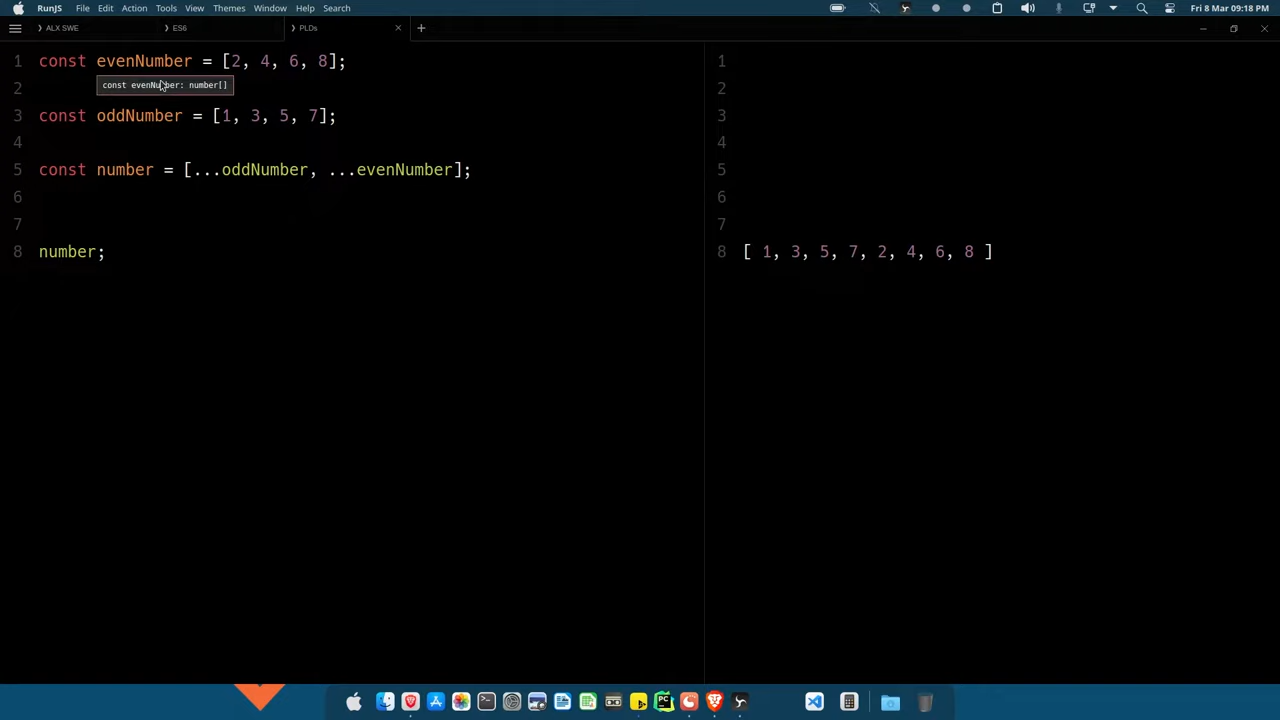 RunJS File Edit Action Tools View Themes Window Help Search Fri 8 Mar 09:18 PM
ALX SWE ES6 PLDs
1 const evenNumber = [2, 4, 6, 8];
2
const evenNumber: number[]
3 const oddNumber = [1, 3, 5, 7];
4
5 const number = [...oddNumber, ...evenNumber];
6
7
8 number;
1
2
3
4
5
6
7
8 [ 1, 3, 5, 7, 2, 4, 6, 8 ]
PC